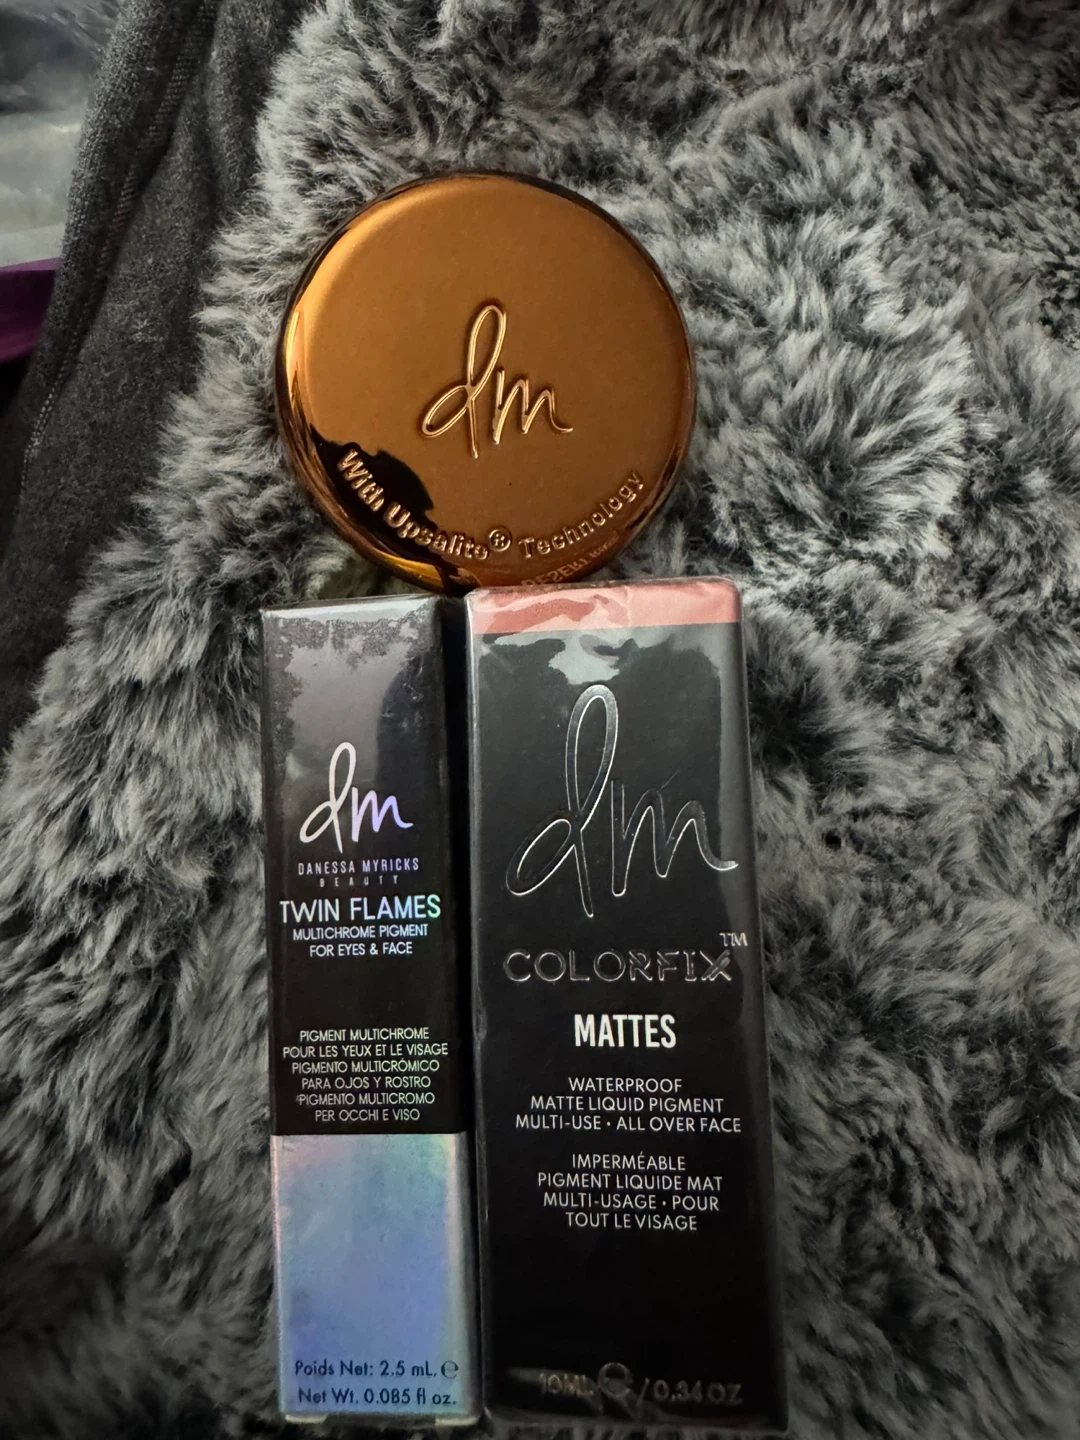 dm
With Upsalite® Technology
dm
DANESSA MYRICKS
BEAUTY
TWIN FLAMES
MULTICHROME PIGMENT
FOR EYES & FACE
PIGMENT MULTICHROME
POUR LES YEUX ET LE VISAGE
PIGMENTO MULTICRÓMICO
PARA OJOS Y ROSTRO
PIGMENTO MULTICROMO
PER OCCHI E VISO
Poids Net: 2.5 mL. ℮
Net Wt. 0.085 fl oz.
dm
COLORFIX™
MATTES
WATERPROOF
MATTE LIQUID PIGMENT
MULTI-USE • ALL OVER FACE
IMPERMÉABLE
PIGMENT LIQUIDE MAT
MULTI-USAGE • POUR
TOUT LE VISAGE
10ML ℮ / 0.34 OZ